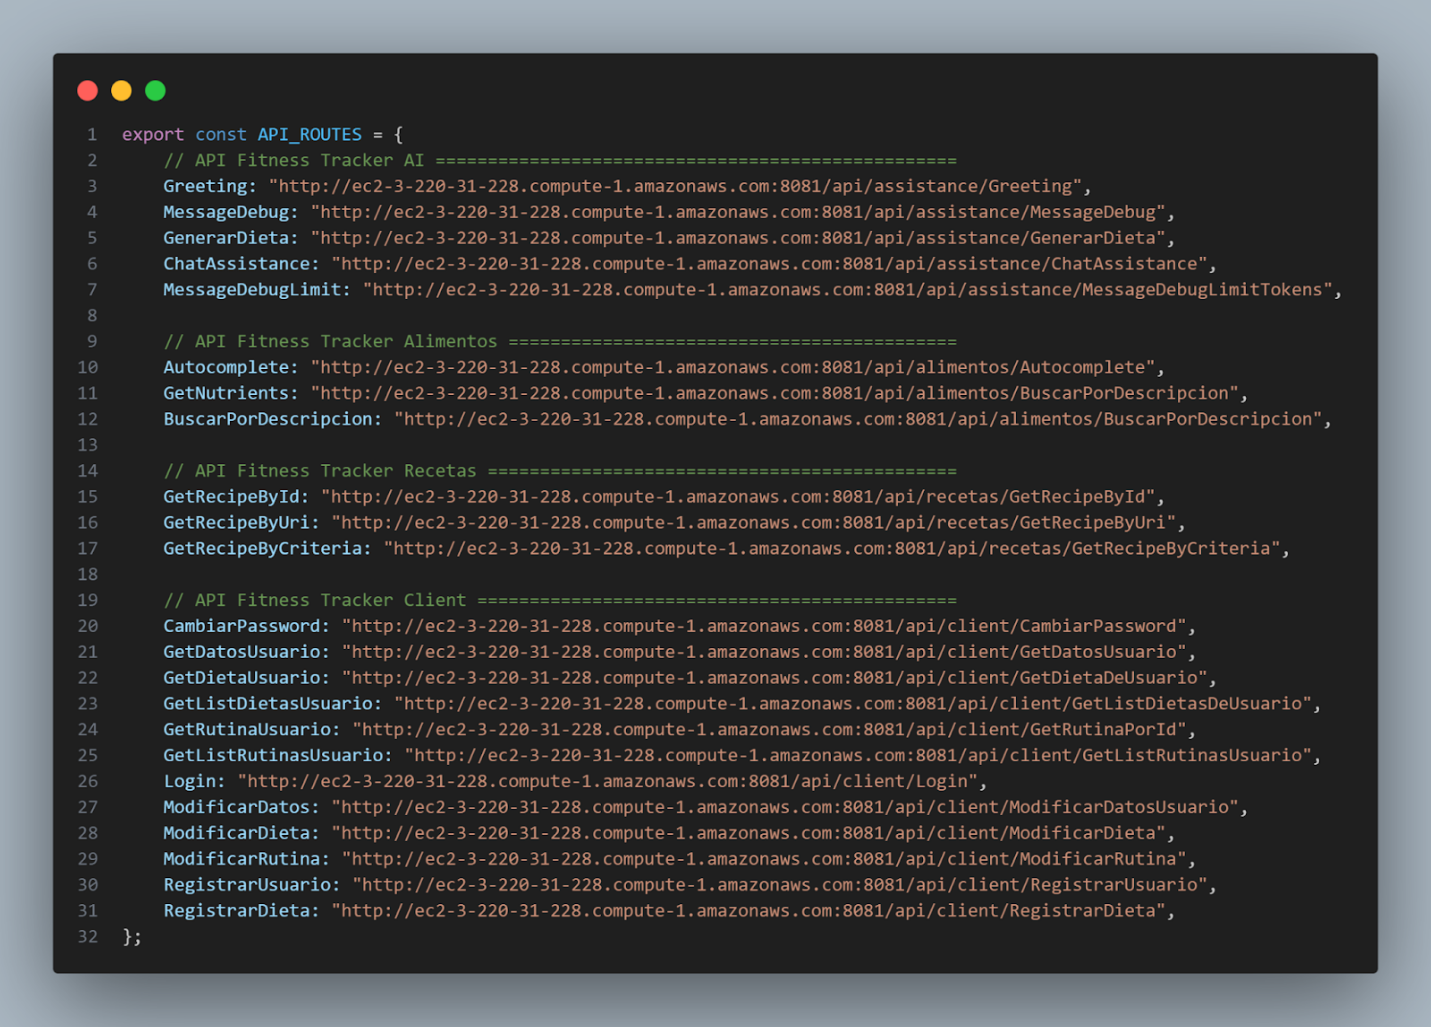 1 export const API_ROUTES = {
2 // API Fitness Tracker AI ==================================================
3 Greeting: "http://ec2-3-220-31-228.compute-1.amazonaws.com:8081/api/assistance/Greeting",
4 MessageDebug: "http://ec2-3-220-31-228.compute-1.amazonaws.com:8081/api/assistance/MessageDebug",
5 GenerarDieta: "http://ec2-3-220-31-228.compute-1.amazonaws.com:8081/api/assistance/GenerarDieta",
6 ChatAssistance: "http://ec2-3-220-31-228.compute-1.amazonaws.com:8081/api/assistance/ChatAssistance",
7 MessageDebugLimit: "http://ec2-3-220-31-228.compute-1.amazonaws.com:8081/api/assistance/MessageDebugLimitTokens",
8
9 // API Fitness Tracker Alimentos ===========================================
10 Autocomplete: "http://ec2-3-220-31-228.compute-1.amazonaws.com:8081/api/alimentos/Autocomplete",
11 GetNutrients: "http://ec2-3-220-31-228.compute-1.amazonaws.com:8081/api/alimentos/BuscarPorDescripcion",
12 BuscarPorDescripcion: "http://ec2-3-220-31-228.compute-1.amazonaws.com:8081/api/alimentos/BuscarPorDescripcion",
13
14 // API Fitness Tracker Recetas =============================================
15 GetRecipeById: "http://ec2-3-220-31-228.compute-1.amazonaws.com:8081/api/recetas/GetRecipeById",
16 GetRecipeByUri: "http://ec2-3-220-31-228.compute-1.amazonaws.com:8081/api/recetas/GetRecipeByUri",
17 GetRecipeByCriteria: "http://ec2-3-220-31-228.compute-1.amazonaws.com:8081/api/recetas/GetRecipeByCriteria",
18
19 // API Fitness Tracker Client ==============================================
20 CambiarPassword: "http://ec2-3-220-31-228.compute-1.amazonaws.com:8081/api/client/CambiarPassword",
21 GetDatosUsuario: "http://ec2-3-220-31-228.compute-1.amazonaws.com:8081/api/client/GetDatosUsuario",
22 GetDietaUsuario: "http://ec2-3-220-31-228.compute-1.amazonaws.com:8081/api/client/GetDietaDeUsuario",
23 GetListDietasUsuario: "http://ec2-3-220-31-228.compute-1.amazonaws.com:8081/api/client/GetListDietasDeUsuario",
24 GetRutinaUsuario: "http://ec2-3-220-31-228.compute-1.amazonaws.com:8081/api/client/GetRutinaPorId",
25 GetListRutinasUsuario: "http://ec2-3-220-31-228.compute-1.amazonaws.com:8081/api/client/GetListRutinasUsuario",
26 Login: "http://ec2-3-220-31-228.compute-1.amazonaws.com:8081/api/client/Login",
27 ModificarDatos: "http://ec2-3-220-31-228.compute-1.amazonaws.com:8081/api/client/ModificarDatosUsuario",
28 ModificarDieta: "http://ec2-3-220-31-228.compute-1.amazonaws.com:8081/api/client/ModificarDieta",
29 ModificarRutina: "http://ec2-3-220-31-228.compute-1.amazonaws.com:8081/api/client/ModificarRutina",
30 RegistrarUsuario: "http://ec2-3-220-31-228.compute-1.amazonaws.com:8081/api/client/RegistrarUsuario",
31 RegistrarDieta: "http://ec2-3-220-31-228.compute-1.amazonaws.com:8081/api/client/RegistrarDieta",
32 };